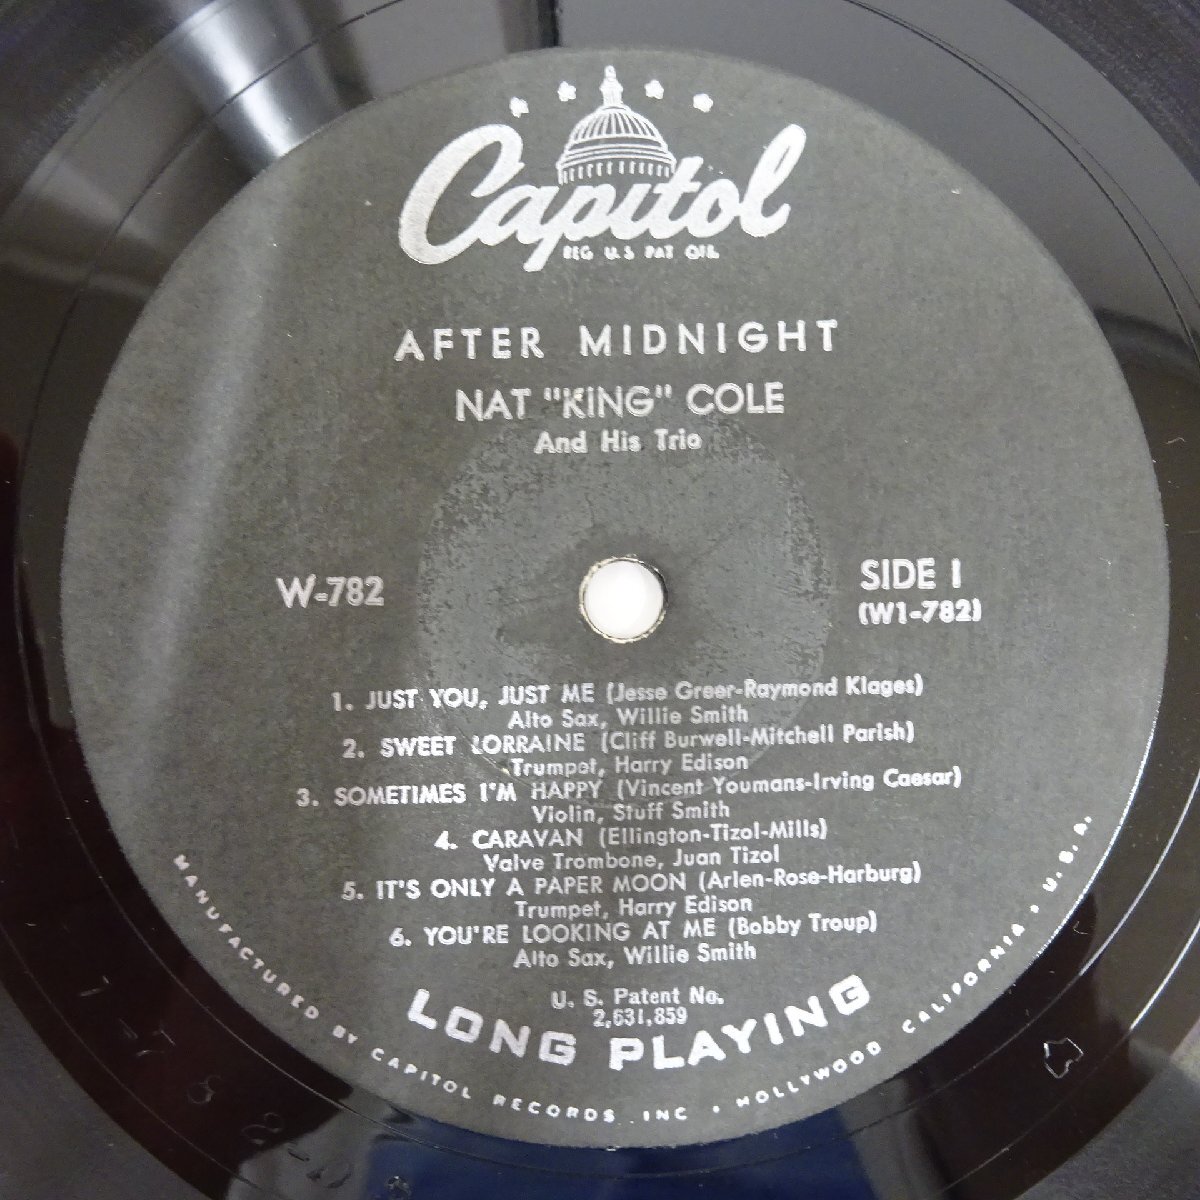 Capitol
REG U.S PAT OFF.
AFTER MIDNIGHT
NAT "KING" COLE
And His Trio
W-782
SIDE 1
(W1-782)
1. JUST YOU, JUST ME (Jesse Greer-Raymond Klages)
Alto Sax, Willie Smith
2. SWEET LORRAINE (Cliff Burwell-Mitchell Parish)
Trumpet, Harry Edison
3. SOMETIMES I'M HAPPY (Vincent Youmans-Irving Caesar)
Violin, Stuff Smith
4. CARAVAN (Ellington-Tizol-Mills)
Valve Trombone, Juan Tizol
5. IT'S ONLY A PAPER MOON (Arlen-Rose-Harburg)
Trumpet, Harry Edison
6. YOU'RE LOOKING AT ME (Bobby Troup)
Alto Sax, Willie Smith
U. S. Patent No.
2,631,859
LONG PLAYING
MANUFACTURED BY CAPITOL RECORDS, INC • HOLLYWOOD CALIFORNIA • U.S.A.